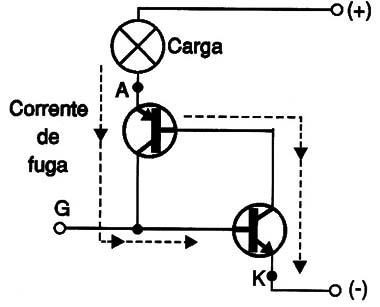 (+)
Carga
A
Corrente
de
fuga
G
K
(-)